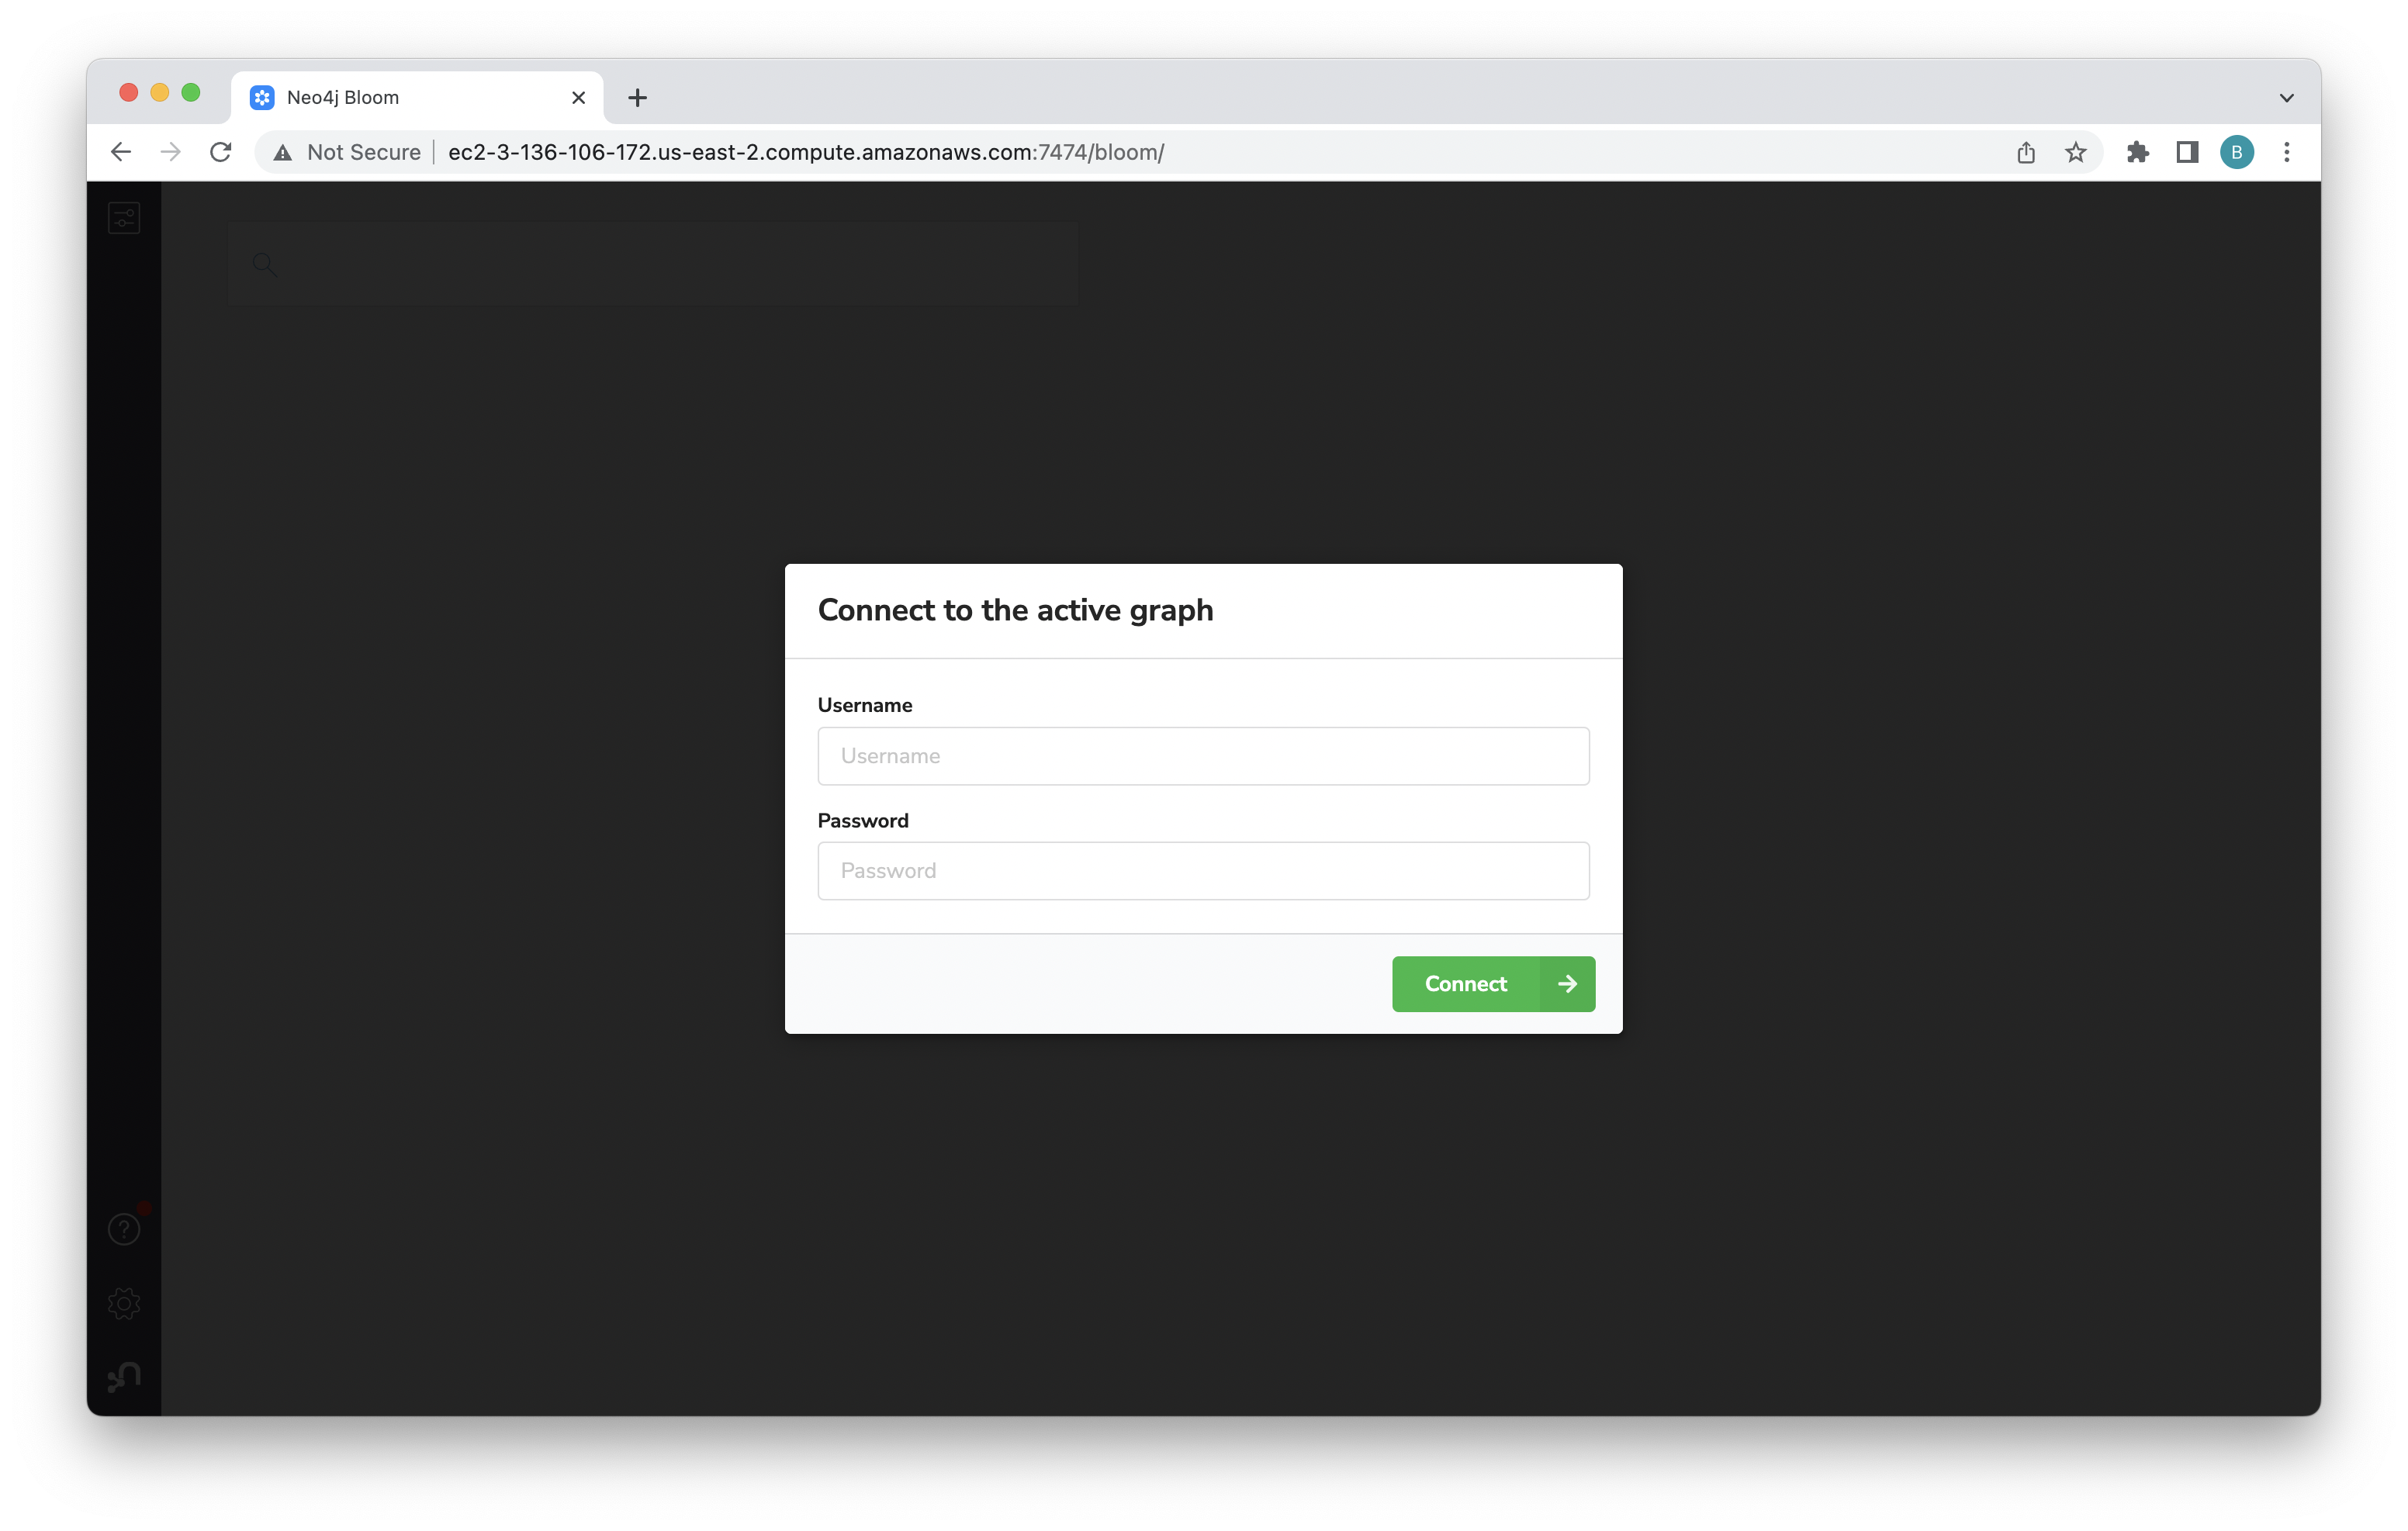 Neo4j Bloom
Not Secure ec2-3-136-106-172.us-east-2.compute.amazonaws.com:7474/bloom/
B
Connect to the active graph
Username
Username
Password
Password
Connect